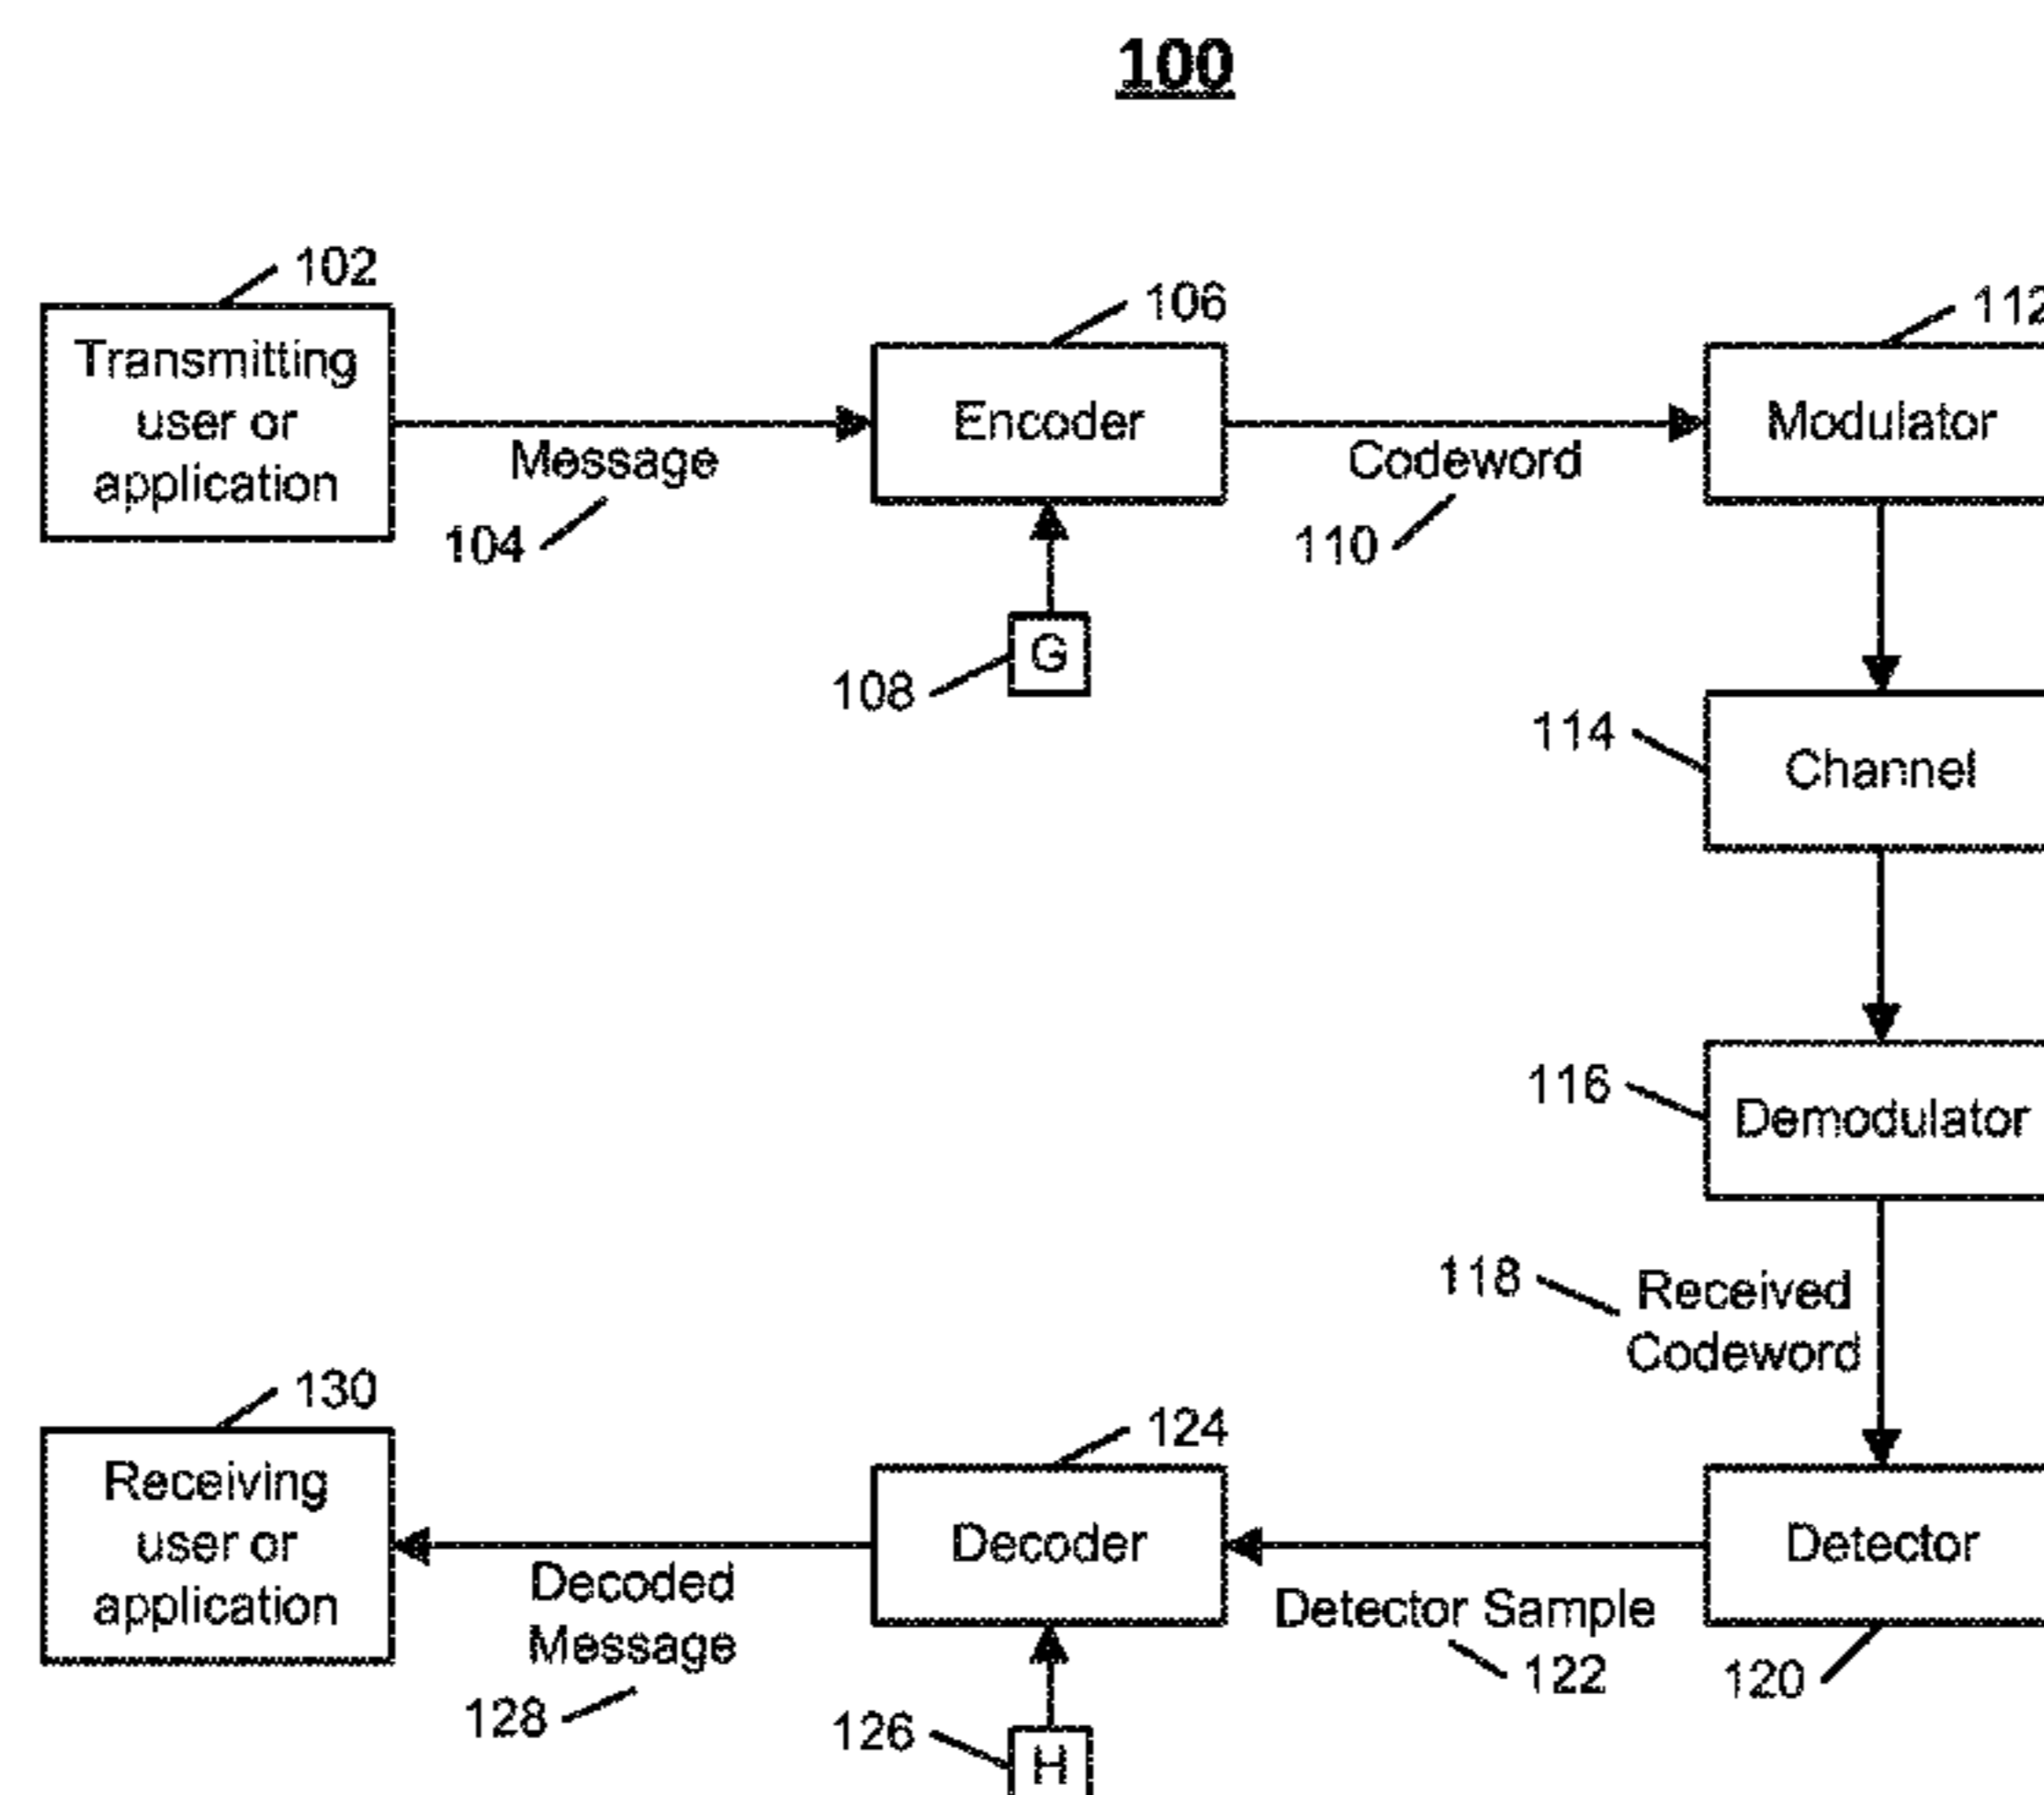 100
102
Transmitting
user or
application
Message
104
106
Encoder
G
108
Codeword
110
112
Modulator
114
Channel
116
Demodulator
118
Received
Codeword
Detector
120
Detector Sample
122
124
Decoder
126
H
Decoded
Message
128
130
Receiving
user or
application